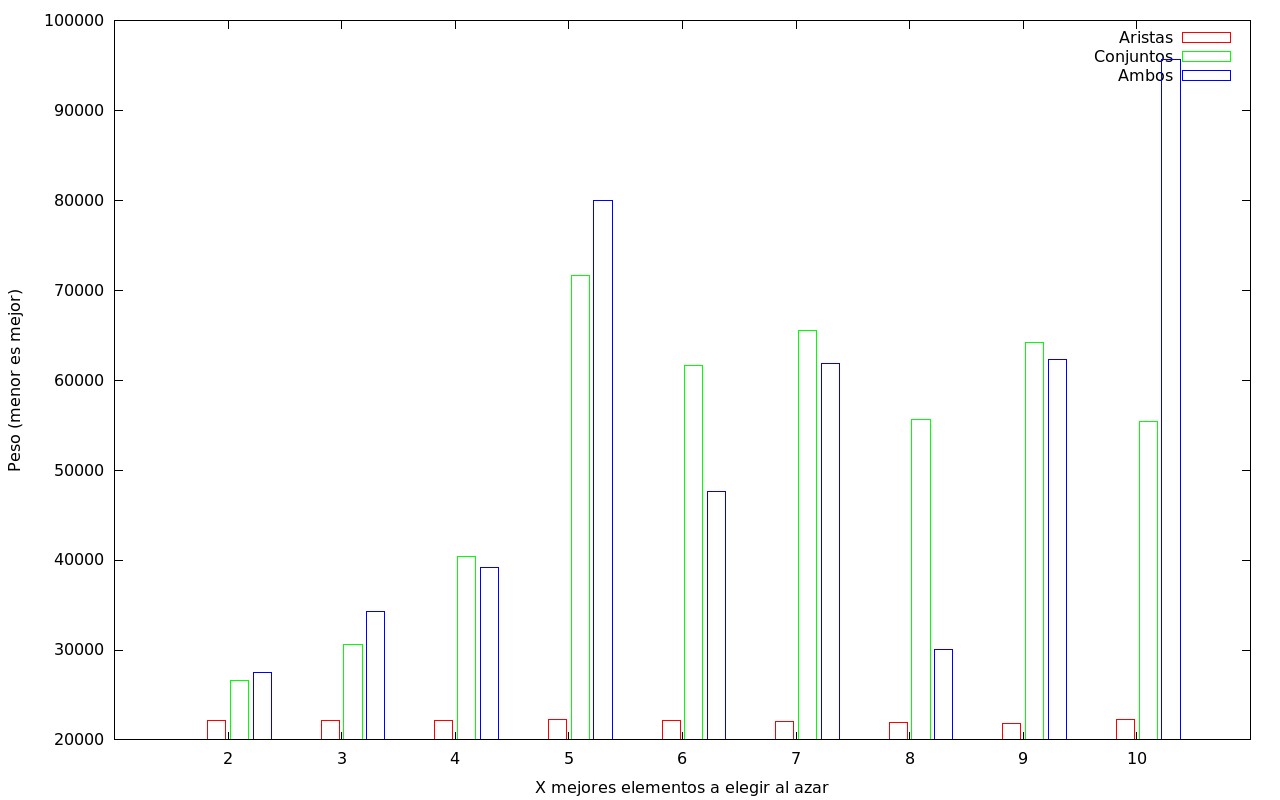 100000
90000
80000
70000
60000
50000
40000
30000
20000
Peso (menor es mejor)
Aristas
Conjuntos
Ambos
2 3 4 5 6 7 8 9 10
X mejores elementos a elegir al azar